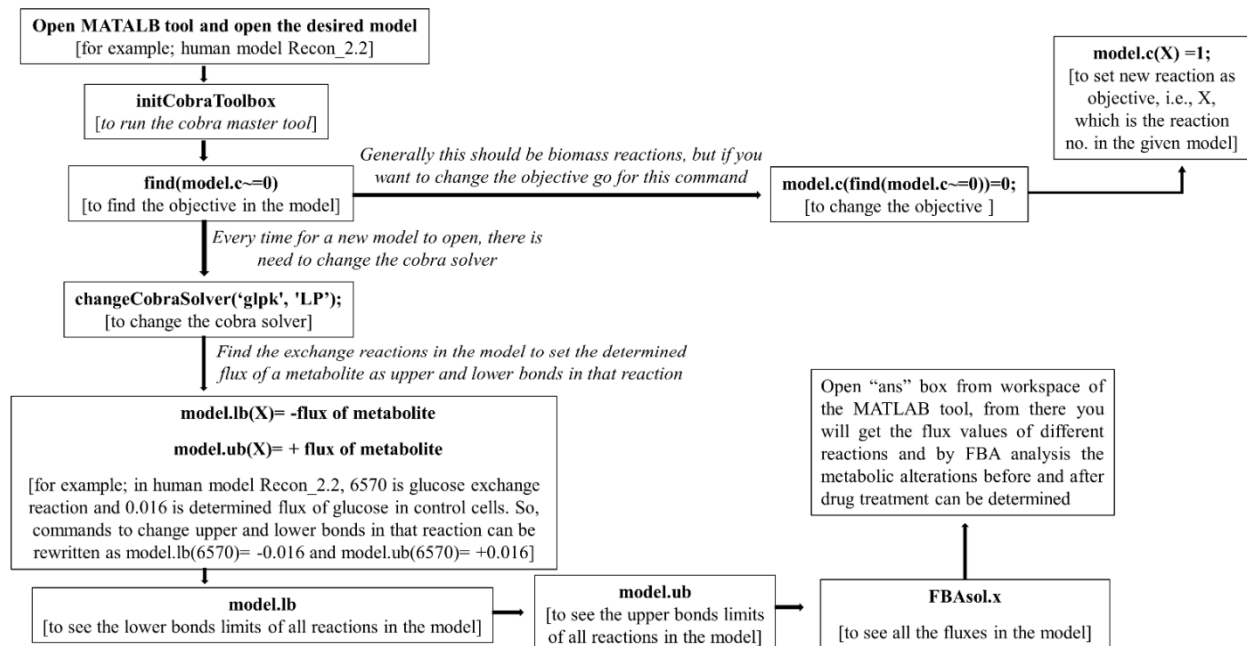 Open MATALB tool and open the desired model
[for example; human model Recon_2.2]
initCobraToolbox
[to run the cobra master tool]
find(model.c~=0)
[to find the objective in the model]
Generally this should be biomass reactions, but if you
want to change the objective go for this command
model.c(find(model.c~=0))=0;
[to change the objective ]
model.c(X) =1;
[to set new reaction as
objective, i.e., X,
which is the reaction
no. in the given model]
Every time for a new model to open, there is
need to change the cobra solver
changeCobraSolver(‘glpk', 'LP’);
[to change the cobra solver]
Find the exchange reactions in the model to set the determined
flux of a metabolite as upper and lower bonds in that reaction
model.lb(X)= -flux of metabolite
model.ub(X)= + flux of metabolite
[for example; in human model Recon_2.2, 6570 is glucose exchange
reaction and 0.016 is determined flux of glucose in control cells. So,
commands to change upper and lower bonds in that reaction can be
rewritten as model.lb(6570)= -0.016 and model.ub(6570)= +0.016]
model.lb
[to see the lower bonds limits of all reactions in the model]
model.ub
[to see the upper bonds limits
of all reactions in the model]
FBAsol.x
[to see all the fluxes in the model]
Open “ans” box from workspace of
the MATLAB tool, from there you
will get the flux values of different
reactions and by FBA analysis the
metabolic alterations before and after
drug treatment can be determined